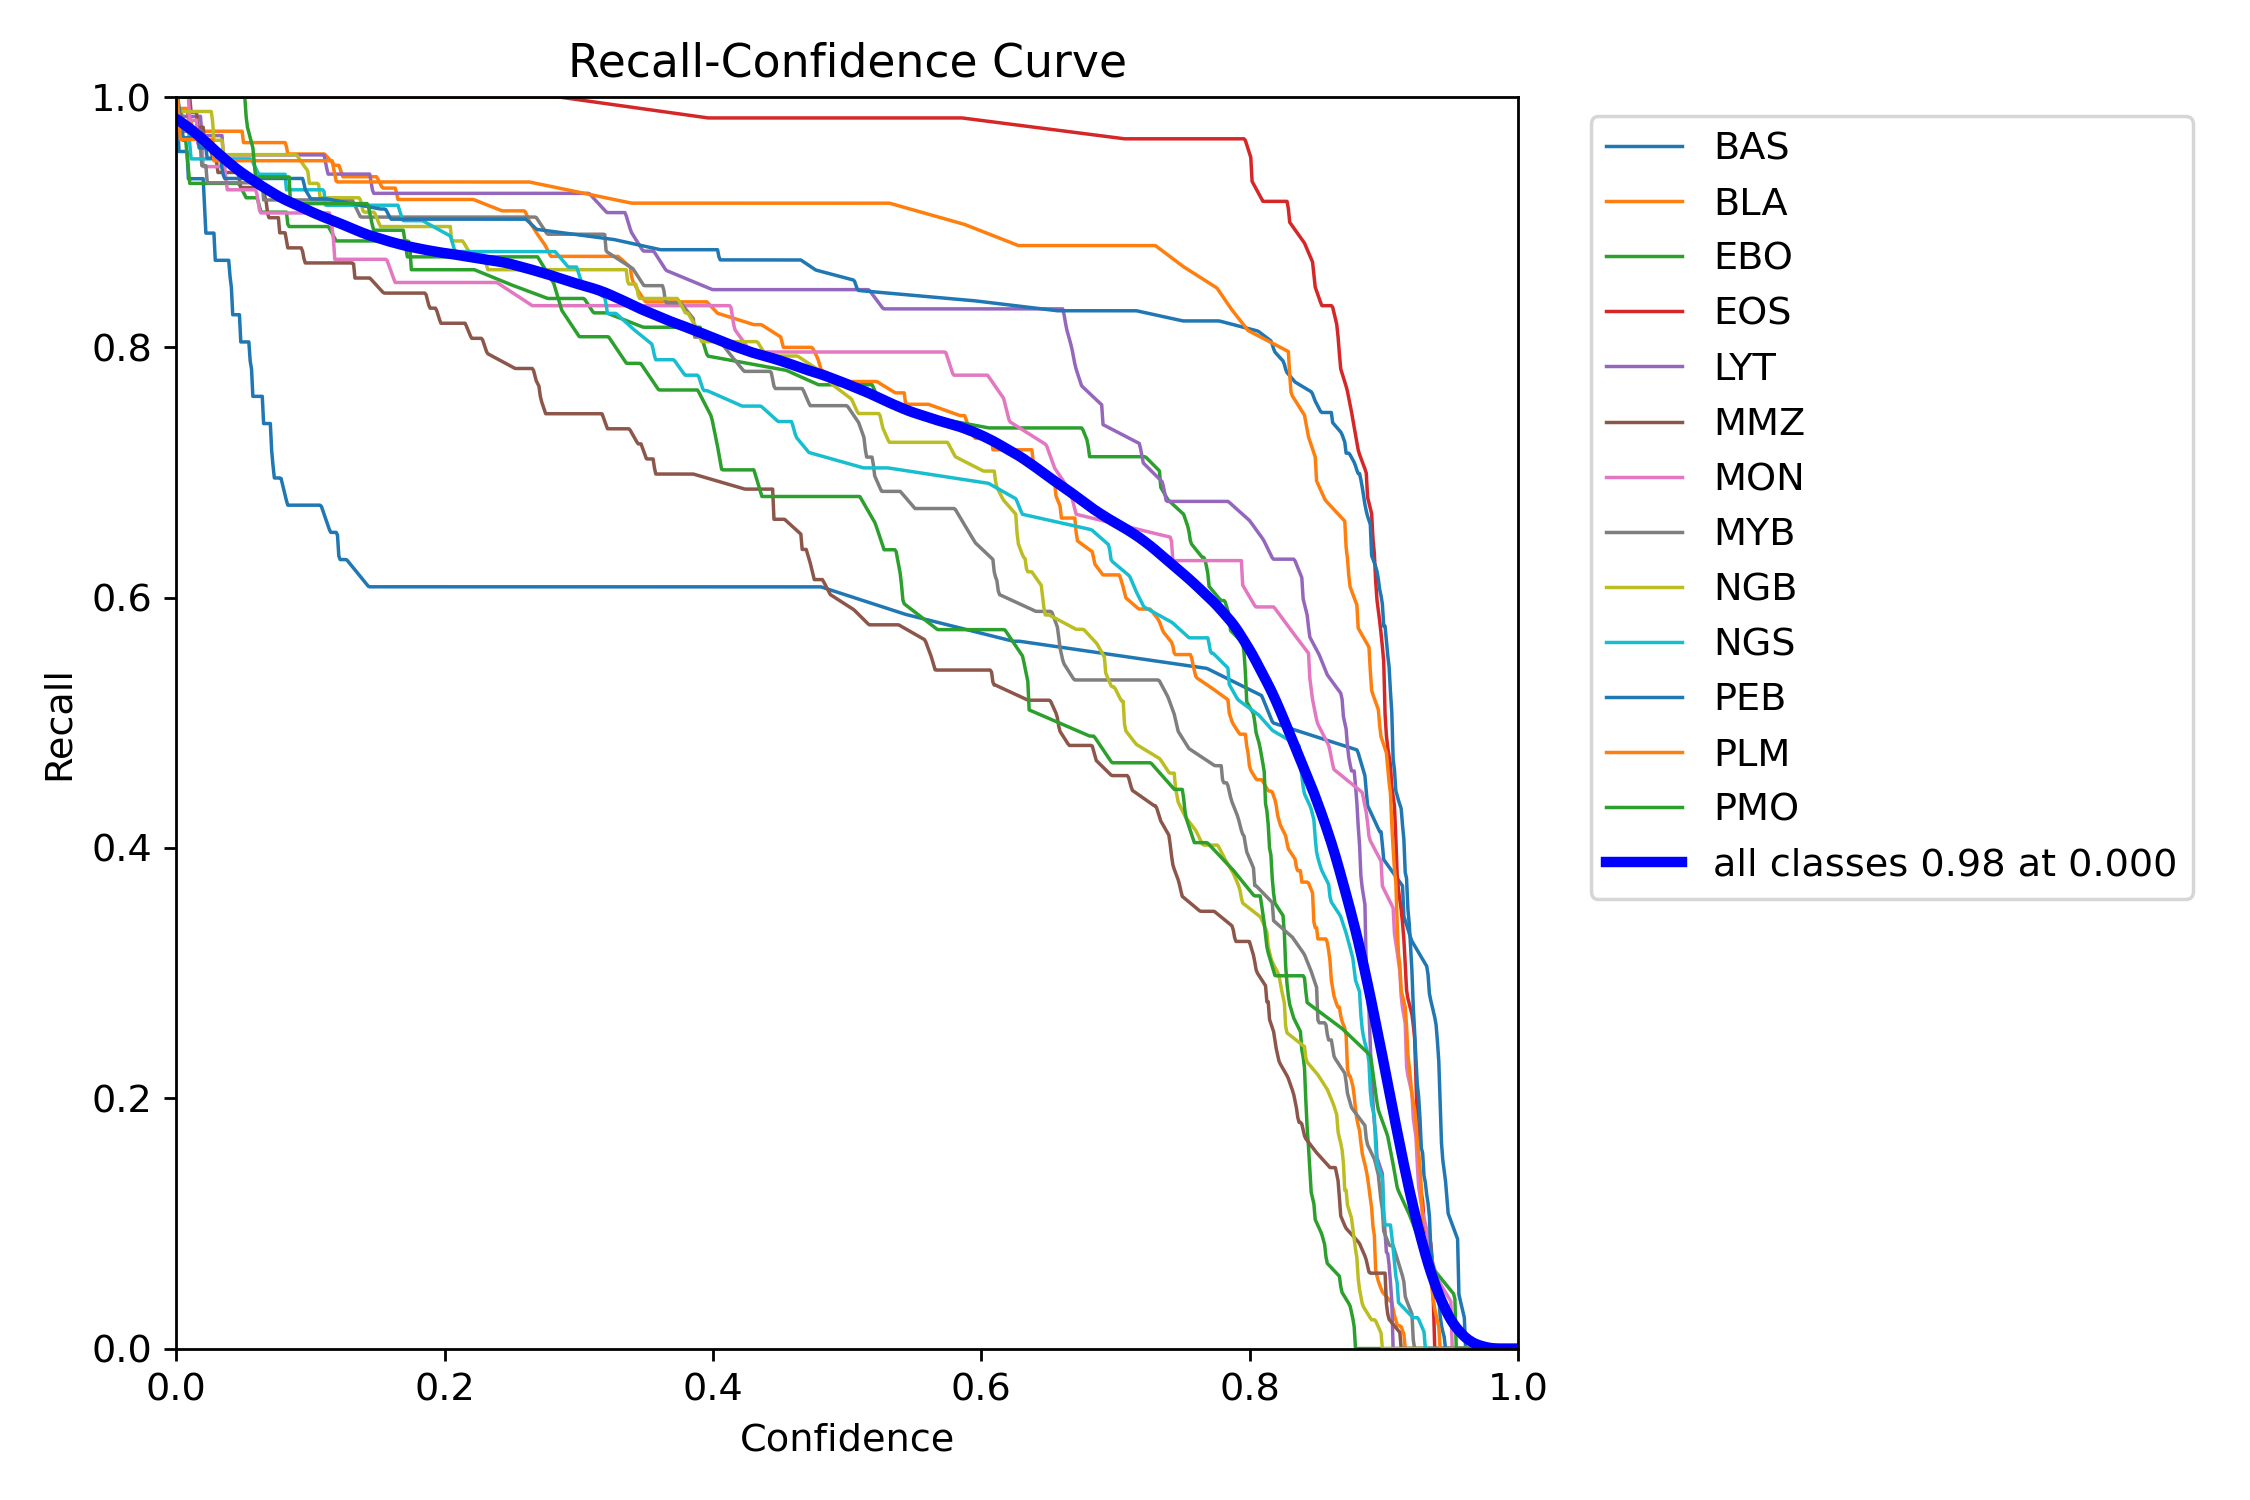 Recall-Confidence Curve
1.0
0.8
0.6
0.4
0.2
0.0
Recall
0.0 0.2 0.4 0.6 0.8 1.0
Confidence
BAS
BLA
EBO
EOS
LYT
MMZ
MON
MYB
NGB
NGS
PEB
PLM
PMO
all classes 0.98 at 0.000